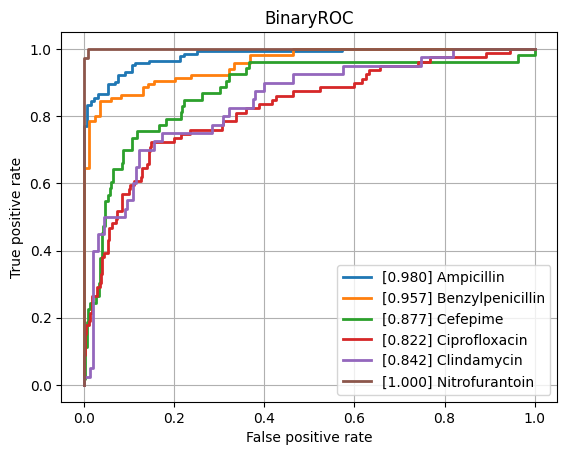 BinaryROC
True positive rate
1.0
0.8
0.6
0.4
0.2
0.0
[0.980] Ampicillin
[0.957] Benzylpenicillin
[0.877] Cefepime
[0.822] Ciprofloxacin
[0.842] Clindamycin
[1.000] Nitrofurantoin
0.0 0.2 0.4 0.6 0.8 1.0
False positive rate